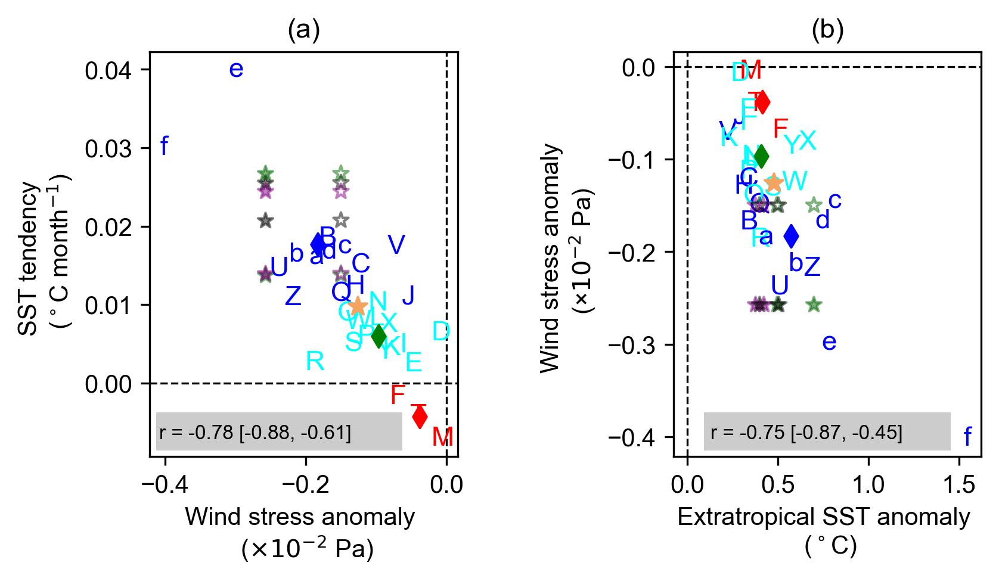 (a)
SST tendency
(°C month−1)
0.04
0.03
0.02
0.01
0.00
e
f
B
b
a
d
c
V
U
C
Z
Q
H
J
N
O
W
L
X
P
S
Y
K
I
D
R
E
F
T
M
r = -0.78 [-0.88, -0.61]
−0.4
−0.2
0.0
Wind stress anomaly
(×10−2 Pa)
(b)
Wind stress anomaly
(×10−2 Pa)
0.0
−0.1
−0.2
−0.3
−0.4
D
M
T
E
F
J
V
K
F
Y
X
N
P
C
H
S
W
O
Q
c
B
d
R
a
b
Z
U
e
f
r = -0.75 [-0.87, -0.45]
0.0
0.5
1.0
1.5
Extratropical SST anomaly
(°C)